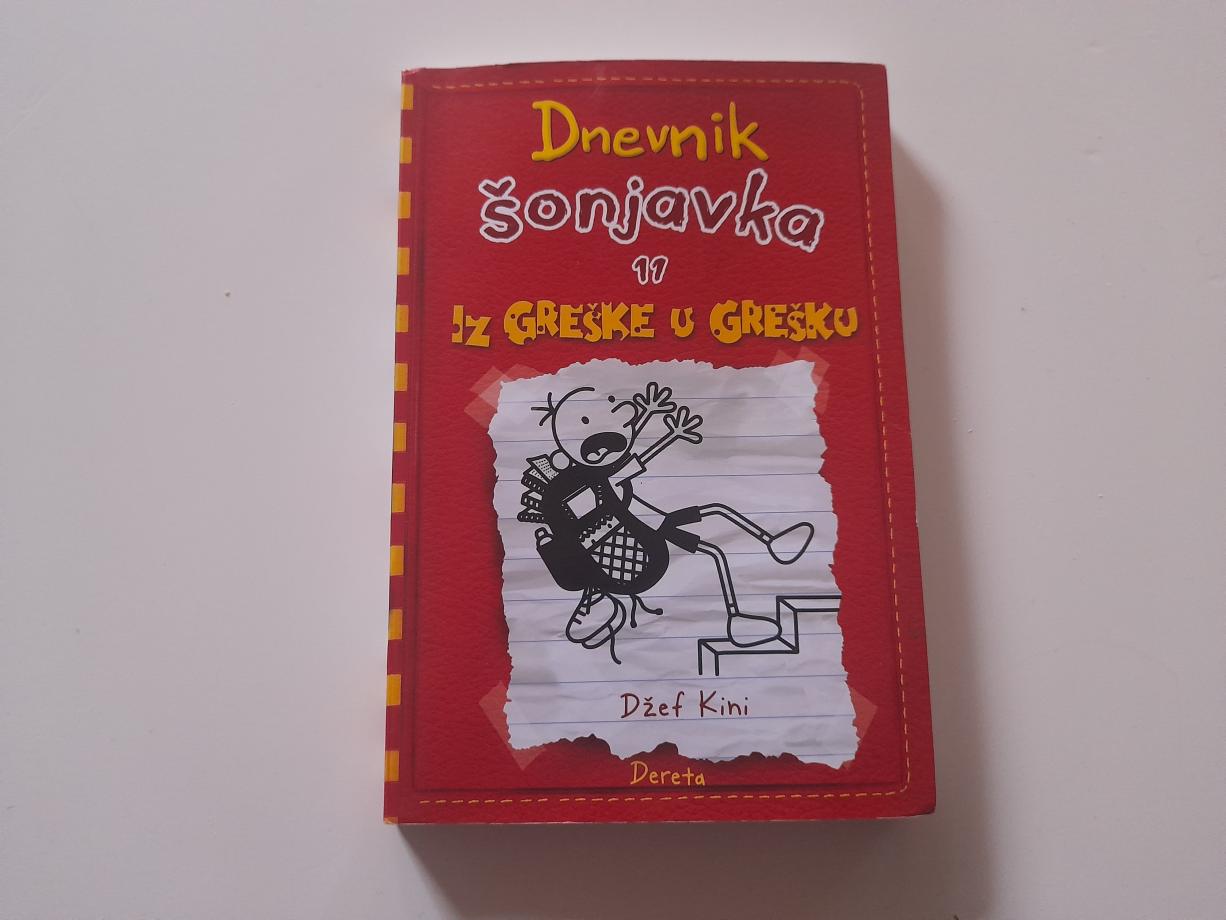 Dnevnik
šonjavka
11
IZ GREŠKE U GREŠKU
Džef Kini
Dereta